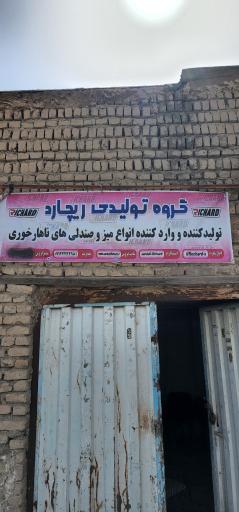 RICHARD گروه تولیدی ریچارد RICHARD
تولیدکننده و وارد کننده انواع میز و صندلی های ناهارخوری